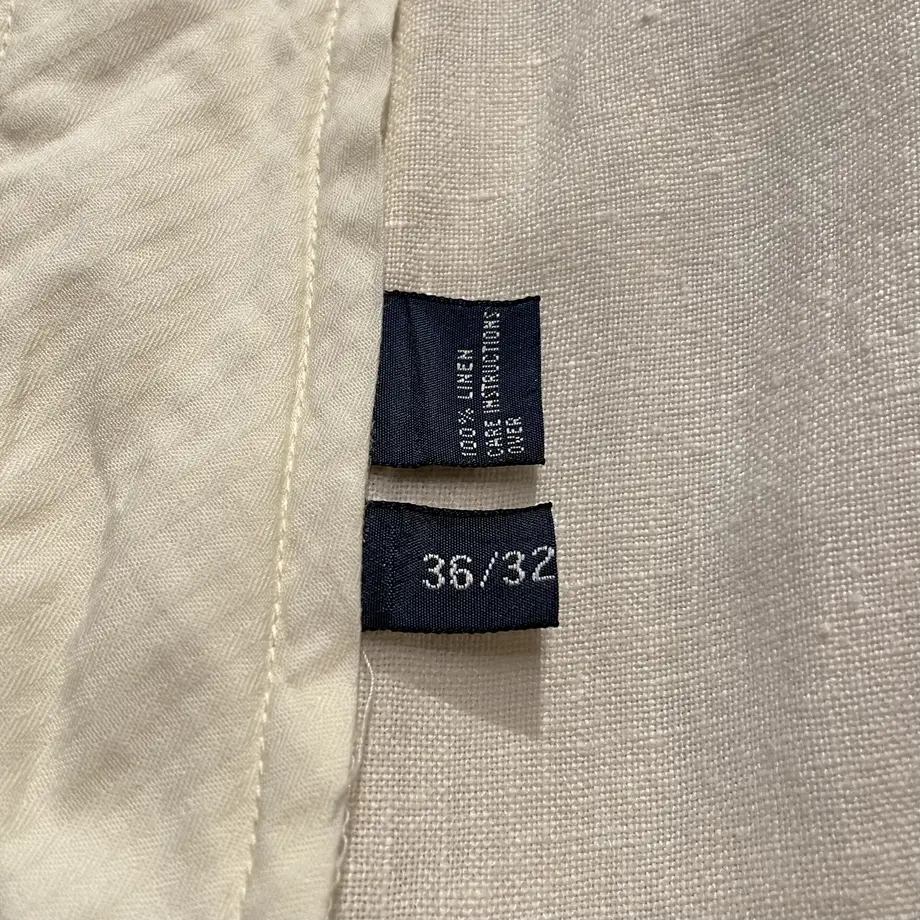 100% LINEN
CARE INSTRUCTIONS
OVER
36/32